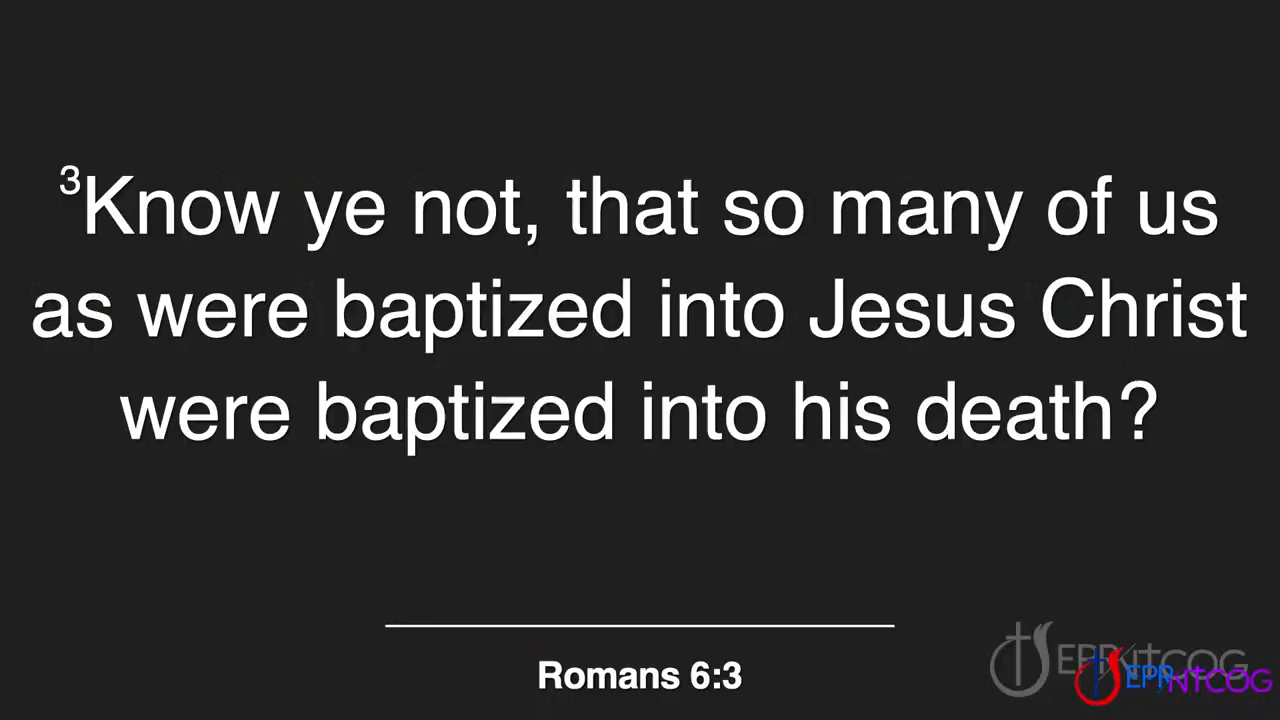 3Know ye not, that so many of us
as were baptized into Jesus Christ
were baptized into his death?
Romans 6:3
NTCOG